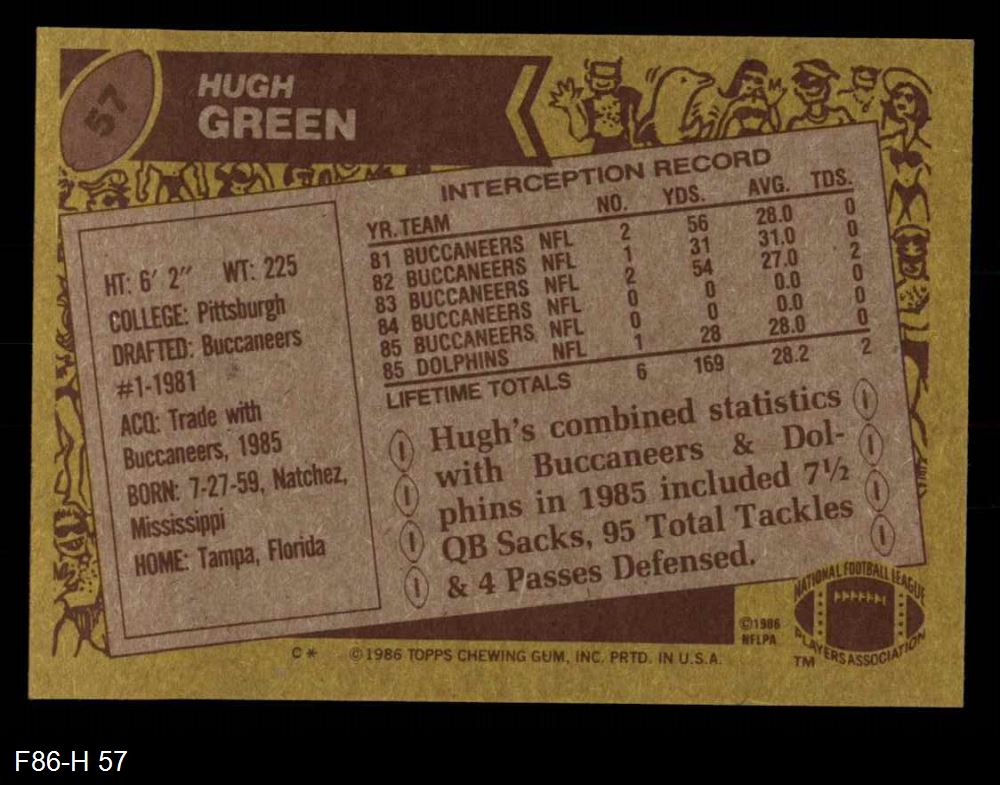 57
HUGH
GREEN
INTERCEPTION RECORD
YR. TEAM NO. YDS. AVG. TDS.
81 BUCCANEERS NFL 2 56 28.0 0
82 BUCCANEERS NFL 1 31 31.0 0
83 BUCCANEERS NFL 2 54 27.0 2
84 BUCCANEERS NFL 0 0 0.0 0
85 BUCCANEERS NFL 0 0 0.0 0
85 DOLPHINS NFL 1 28 28.0 0
LIFETIME TOTALS 6 169 28.2 2
HT: 6' 2" WT: 225
COLLEGE: Pittsburgh
DRAFTED: Buccaneers
#1-1981
ACQ: Trade with
Buccaneers, 1985
BORN: 7-27-59, Natchez,
Mississippi
HOME: Tampa, Florida
Hugh's combined statistics
with Buccaneers & Dol-
phins in 1985 included 7½
QB Sacks, 95 Total Tackles
& 4 Passes Defensed.
NATIONAL FOOTBALL LEAGUE
PLAYERS ASSOCIATION
TM
©1986
NFLPA
C* ©1986 TOPPS CHEWING GUM, INC. PRTD. IN U.S.A.
F86-H 57